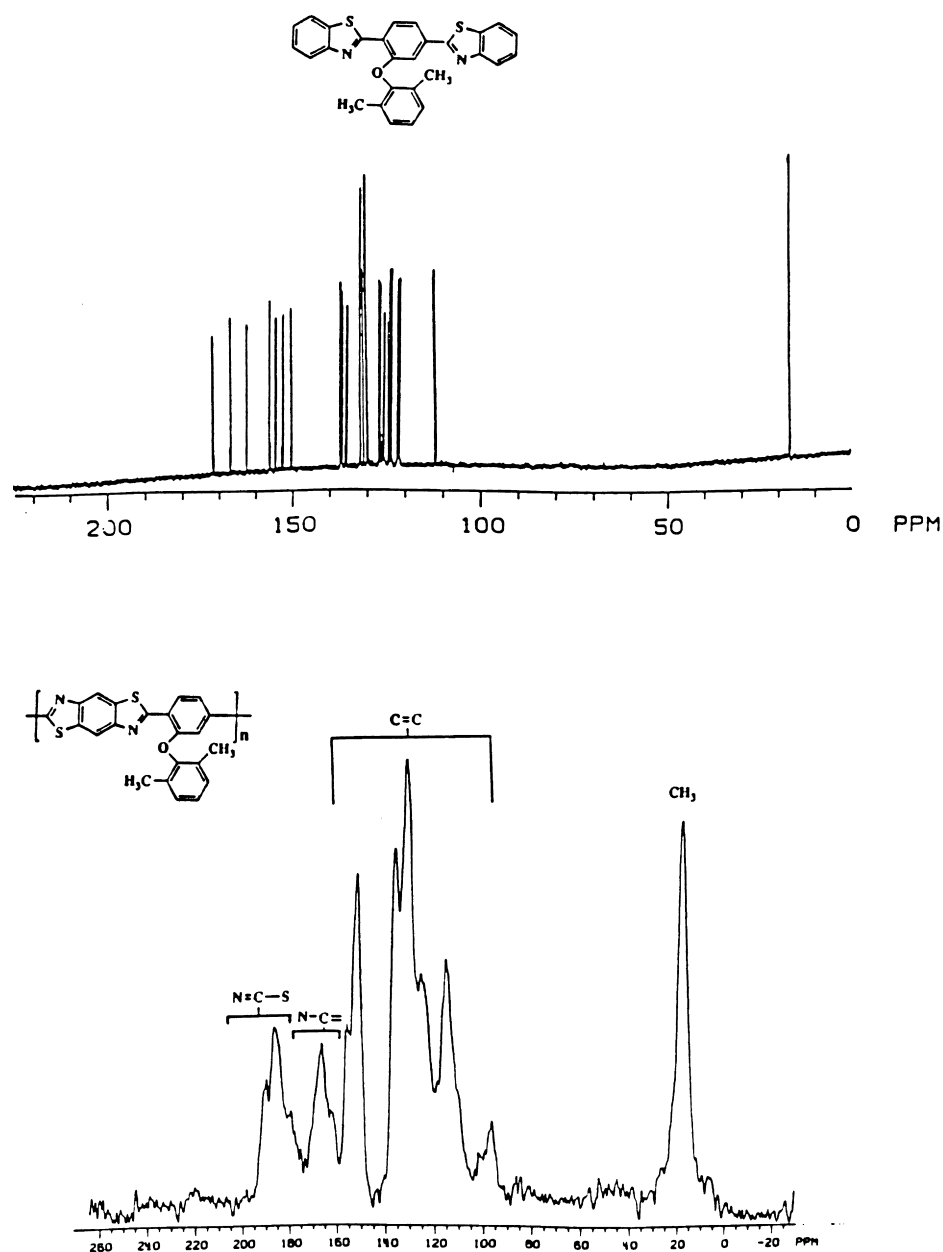 S S
N N
O CH₃
H₃C
200 150 100 50 0 PPM
N S
S N n
O CH₃
H₃C
C=C
CH₃
N=C—S
N—C=
260 240 220 200 180 160 140 120 100 80 60 40 20 0 -20 PPM